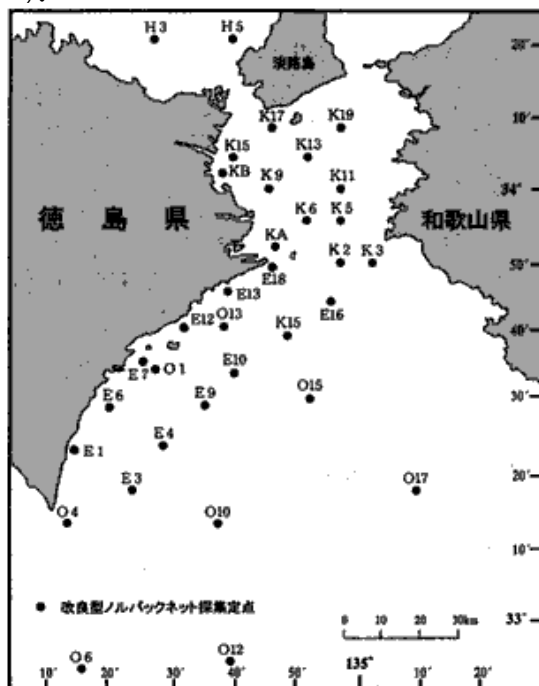 H3 H5
20'
淡路島
K17 K19
10'
K15 K13
KB
K9 K11
34°
K6 K5
徳島県
和歌山県
KA
K2 K3
50'
E18
E13
E16
E12 O13
K15
40'
E7 O1
E10
E6
E9
O15
30'
E1
E4
E3
O17
20'
O4
O10
10'
● 改良型ノルパックネット採集定点
0 10 20 30km
33°
O6
O12
10' 20' 30' 40' 50' 135° 10' 20'